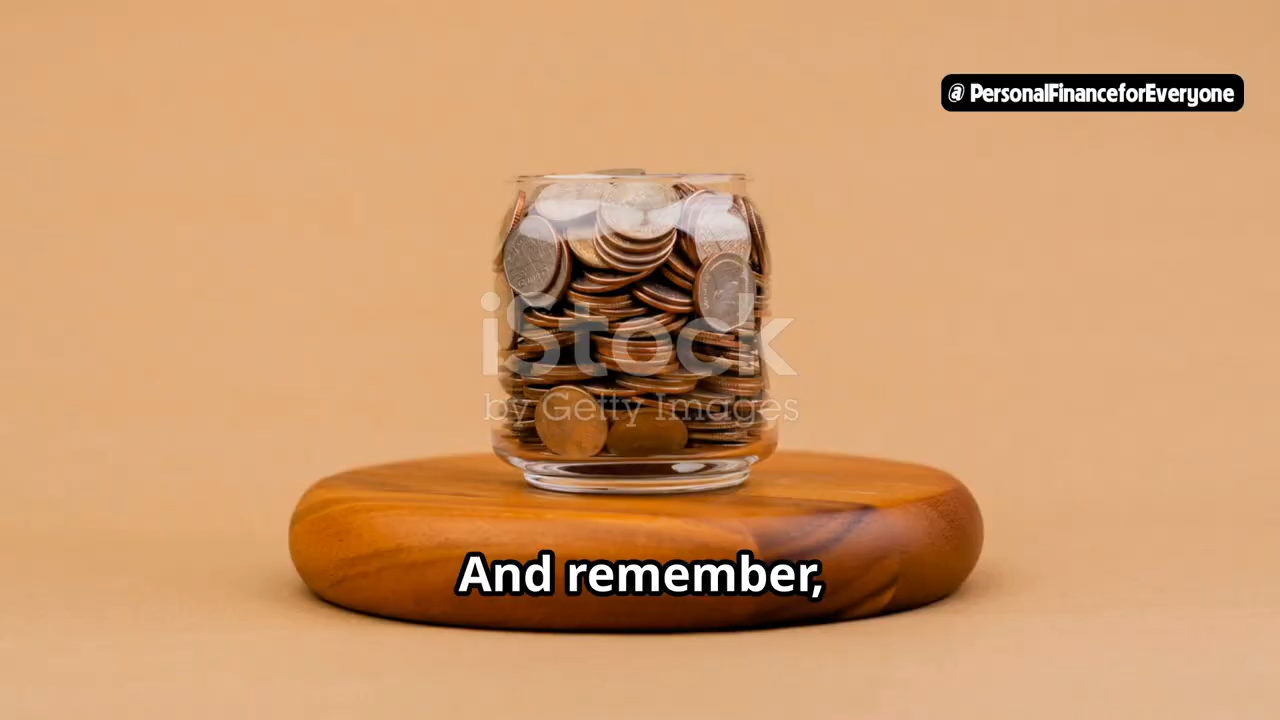 @ PersonalFinanceforEveryone
iStock
by Getty Images
And remember,